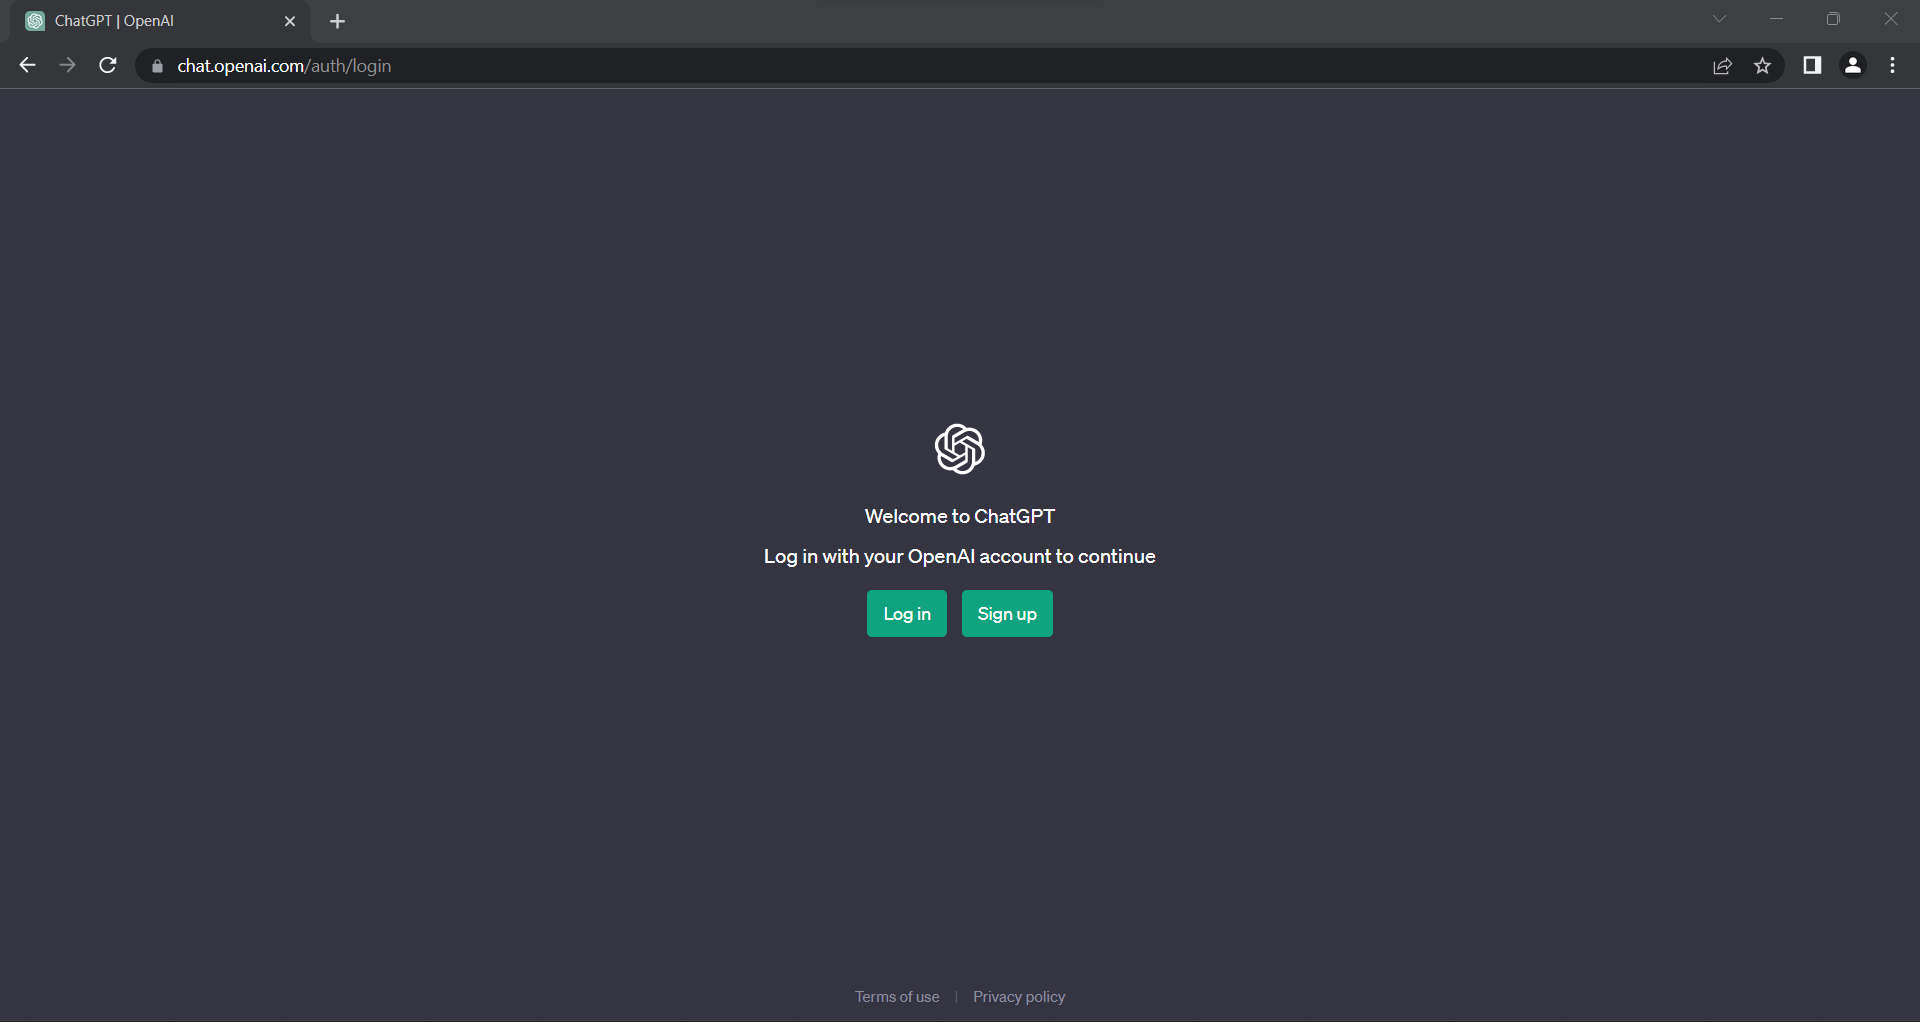 ChatGPT | OpenAI
chat.openai.com/auth/login
Welcome to ChatGPT
Log in with your OpenAI account to continue
Log in Sign up
Terms of use | Privacy policy